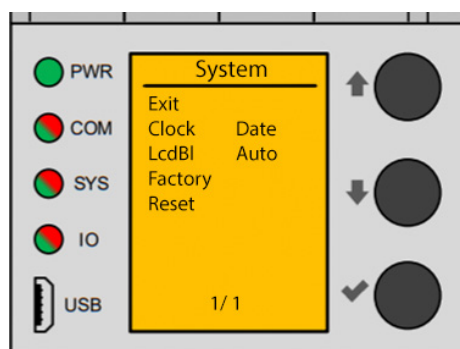 PWR
COM
SYS
IO
USB
System
Exit
Clock Date
LcdBl Auto
Factory
Reset
1/ 1